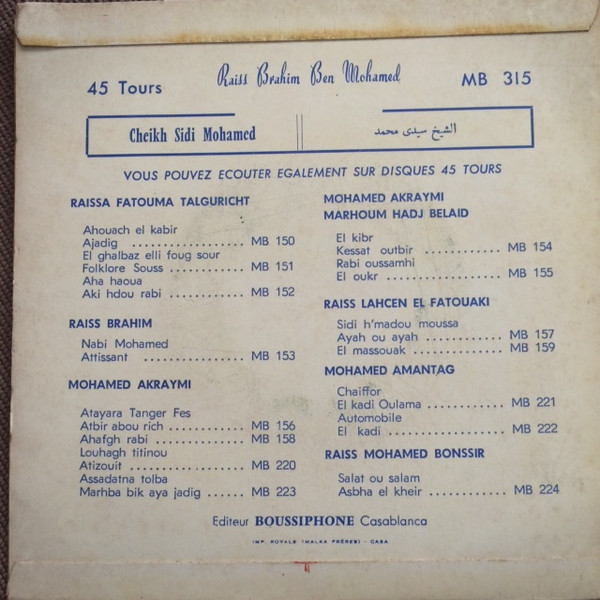 45 Tours
Raiss Brahim Ben Mohamed
MB 315
Cheikh Sidi Mohamed
الشيخ سيدي محمد
VOUS POUVEZ ECOUTER EGALEMENT SUR DISQUES 45 TOURS
RAISSA FATOUMA TALGURICHT
Ahouach el kabir
Ajadig .................. MB 150
El ghalbaz elli foug sour
Folklore Souss ............. MB 151
Aha haoua
Aki hdou rabi ............. MB 152
RAISS BRAHIM
Nabi Mohamed
Attissant ................ MB 153
MOHAMED AKRAYMI
Atayara Tanger Fes
Atbir abou rich ............. MB 156
Ahafgh rabi ................ MB 158
Louhagh titinou
Atizouit .................. MB 220
Assadatna tolba
Marhba bik aya jadig ...... MB 223
MOHAMED AKRAYMI
MARHOUM HADJ BELAID
El kibr
Kessat outbir ............ MB 154
Rabi oussamhi
El oukr .................. MB 155
RAISS LAHCEN EL FATOUAKI
Sidi h'madou moussa
Ayah ou ayah ............ MB 157
El massouak .............. MB 159
MOHAMED AMANTAG
Chaiffor
El kadi Oulama ............ MB 221
Automobile
El kadi ................... MB 222
RAISS MOHAMED BONSSIR
Salat ou salam
Asbha el kheir ............. MB 224
Editeur BOUSSIPHONE Casablanca
IMP. ROYALE (MALKA FRÈRES) - CASA